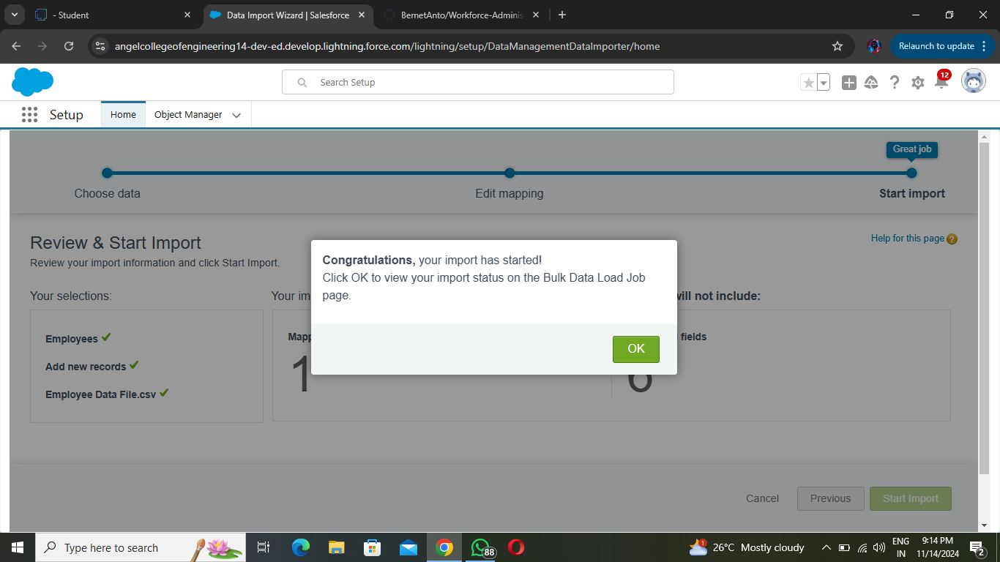 - Student
Data Import Wizard | Salesforce
BernetAnto/Workforce-Adminis
angelcollegeofengineering14-dev-ed.develop.lightning.force.com/lightning/setup/DataManagementDataImporter/home
Relaunch to update
Search Setup
12
Setup
Home
Object Manager
Great job
Choose data
Edit mapping
Start import
Review & Start Import
Help for this page
Review your import information and click Start Import.
Congratulations, your import has started!
Click OK to view your import status on the Bulk Data Load Job
page.
OK
Your selections:
Your im
will not include:
Employees
Add new records
Employee Data File.csv
Mapp
1
fields
6
Cancel
Previous
Start Import
Type here to search
88
1
26°C Mostly cloudy
ENG
IN
9:14 PM
11/14/2024
2